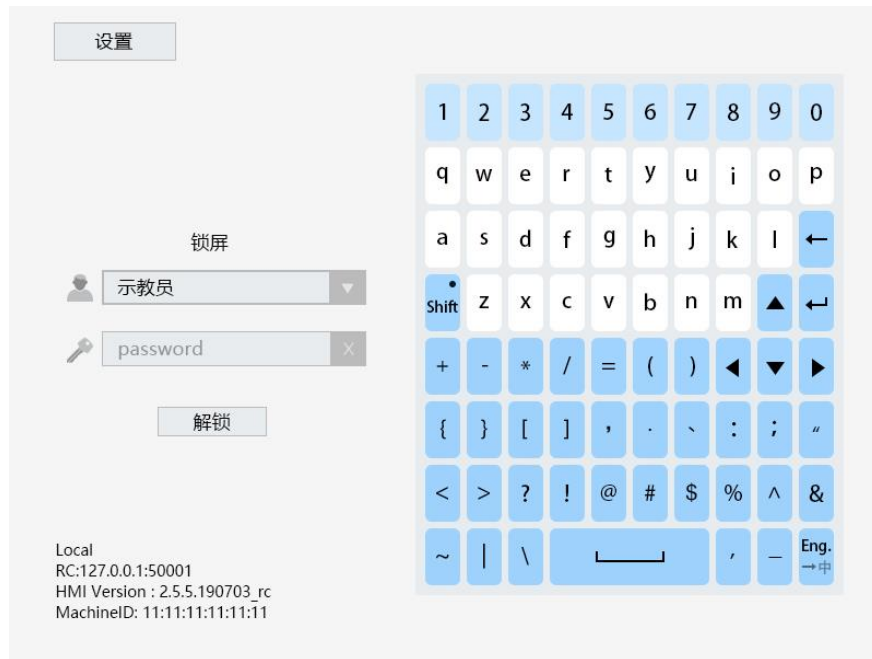 设置
锁屏
示教员
password X
解锁
Local
RC:127.0.0.1:50001
HMI Version : 2.5.5.190703_rc
MachineID: 11:11:11:11:11:11
1 2 3 4 5 6 7 8 9 0
q w e r t y u i o p
a s d f g h j k l ←
Shift z x c v b n m ▲ ↵
+ - * / = ( ) ◀ ▼ ▶
{ } [ ] , . 、 : ; "
< > ? ! @ # $ % ^ &
~ | \ ' _ Eng.
→中